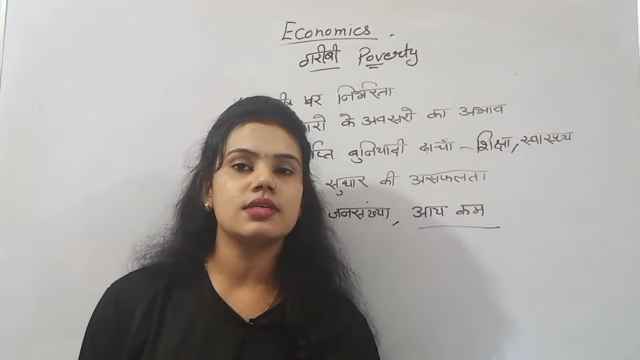 Economics .
गरीबी Poverty
पर निर्भरता
के अवसरो का अभाव
बुनियादी ढाचाँ - शिक्षा, स्वास्थ्य
सुधार की असफलता
जनसंख्या, आय कम